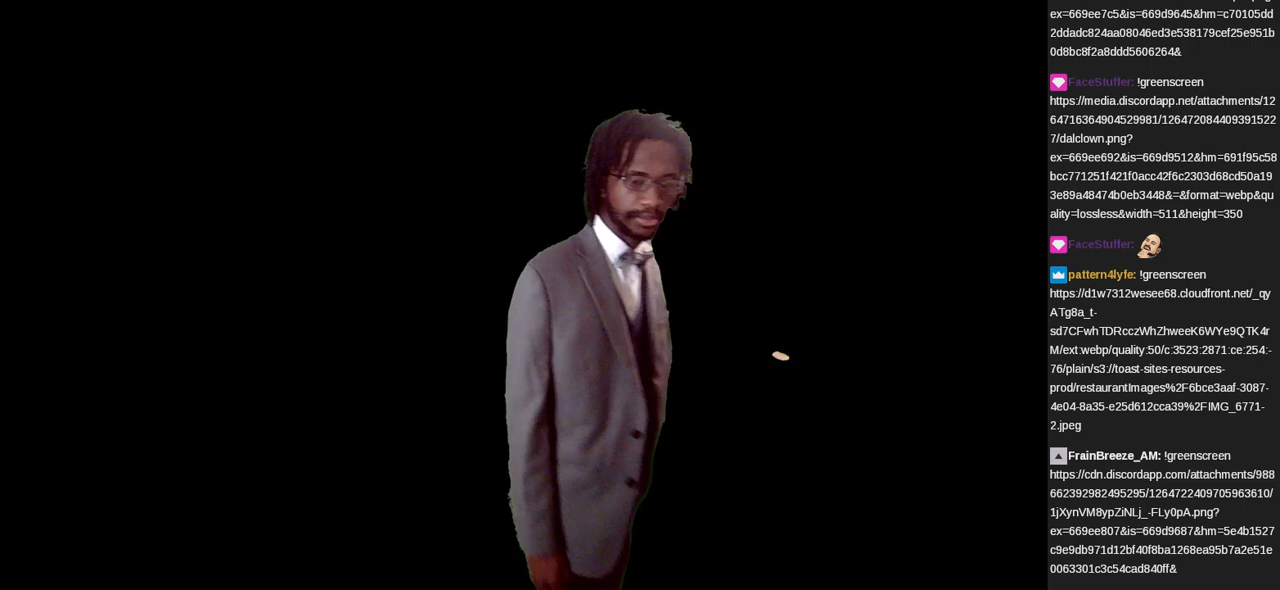 ex=669ee7c5&is=669d9645&hm=c70105dd
2ddadc824aa08046ed3e538179cef25e951b
0d8bc8f2a8ddd5606264&
FaceStuffer: !greenscreen
https://media.discordapp.net/attachments/12
64716364904529981/126472084409391522
7/dalclown.png?
ex=669ee692&is=669d9512&hm=691f95c58
bcc771251f421f0acc42f6c2303d68cd50a19
3e89a48474b0eb3448&=&format=webp&qu
ality=lossless&width=511&height=350
FaceStuffer:
pattern4lyfe: !greenscreen
https://d1w7312wesee68.cloudfront.net/_qy
ATg8a_t-
sd7CFwhTDRcczWhZhweeK6WYe9QTK4r
M/ext:webp/quality:50/c:3523:2871:ce:254:-
76/plain/s3://toast-sites-resources-
prod/restaurantImages%2F6bce3aaf-3087-
4e04-8a35-e25d612cca39%2FIMG_6771-
2.jpeg
FrainBreeze_AM: !greenscreen
https://cdn.discordapp.com/attachments/988
662392982495295/1264722409705963610/
1jXynVM8ypZiNLj_-FLy0pA.png?
ex=669ee807&is=669d9687&hm=5e4b1527
c9e9db971d12bf40f8ba1268ea95b7a2e51e
0063301c3c54cad840ff&